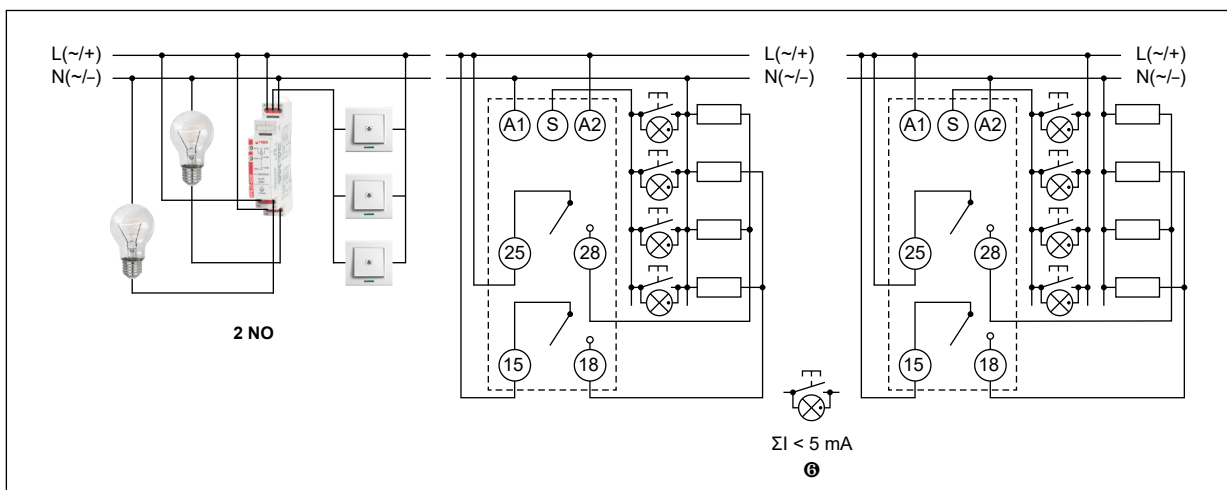 L(~/+)
N(~/–)
2 NO
A1 S A2
25 28
15 18
L(~/+)
N(~/–)
ΣI < 5 mA
❻
A1 S A2
25 28
15 18
L(~/+)
N(~/–)